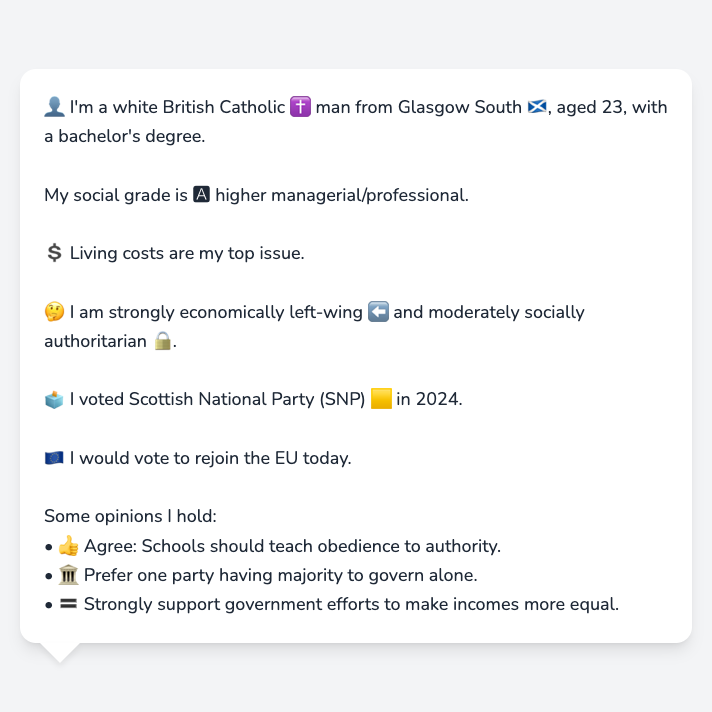 👤 I'm a white British Catholic ✝️ man from Glasgow South 🏴󠁧󠁢󠁳󠁣󠁴󠁿, aged 23, with
a bachelor's degree.
My social grade is 🅰 higher managerial/professional.
💲 Living costs are my top issue.
🤔 I am strongly economically left-wing ⬅️ and moderately socially
authoritarian 🔒.
🗳️ I voted Scottish National Party (SNP) 🟨 in 2024.
🇪🇺 I would vote to rejoin the EU today.
Some opinions I hold:
• 👍 Agree: Schools should teach obedience to authority.
• 🏛️ Prefer one party having majority to govern alone.
• 🟰 Strongly support government efforts to make incomes more equal.